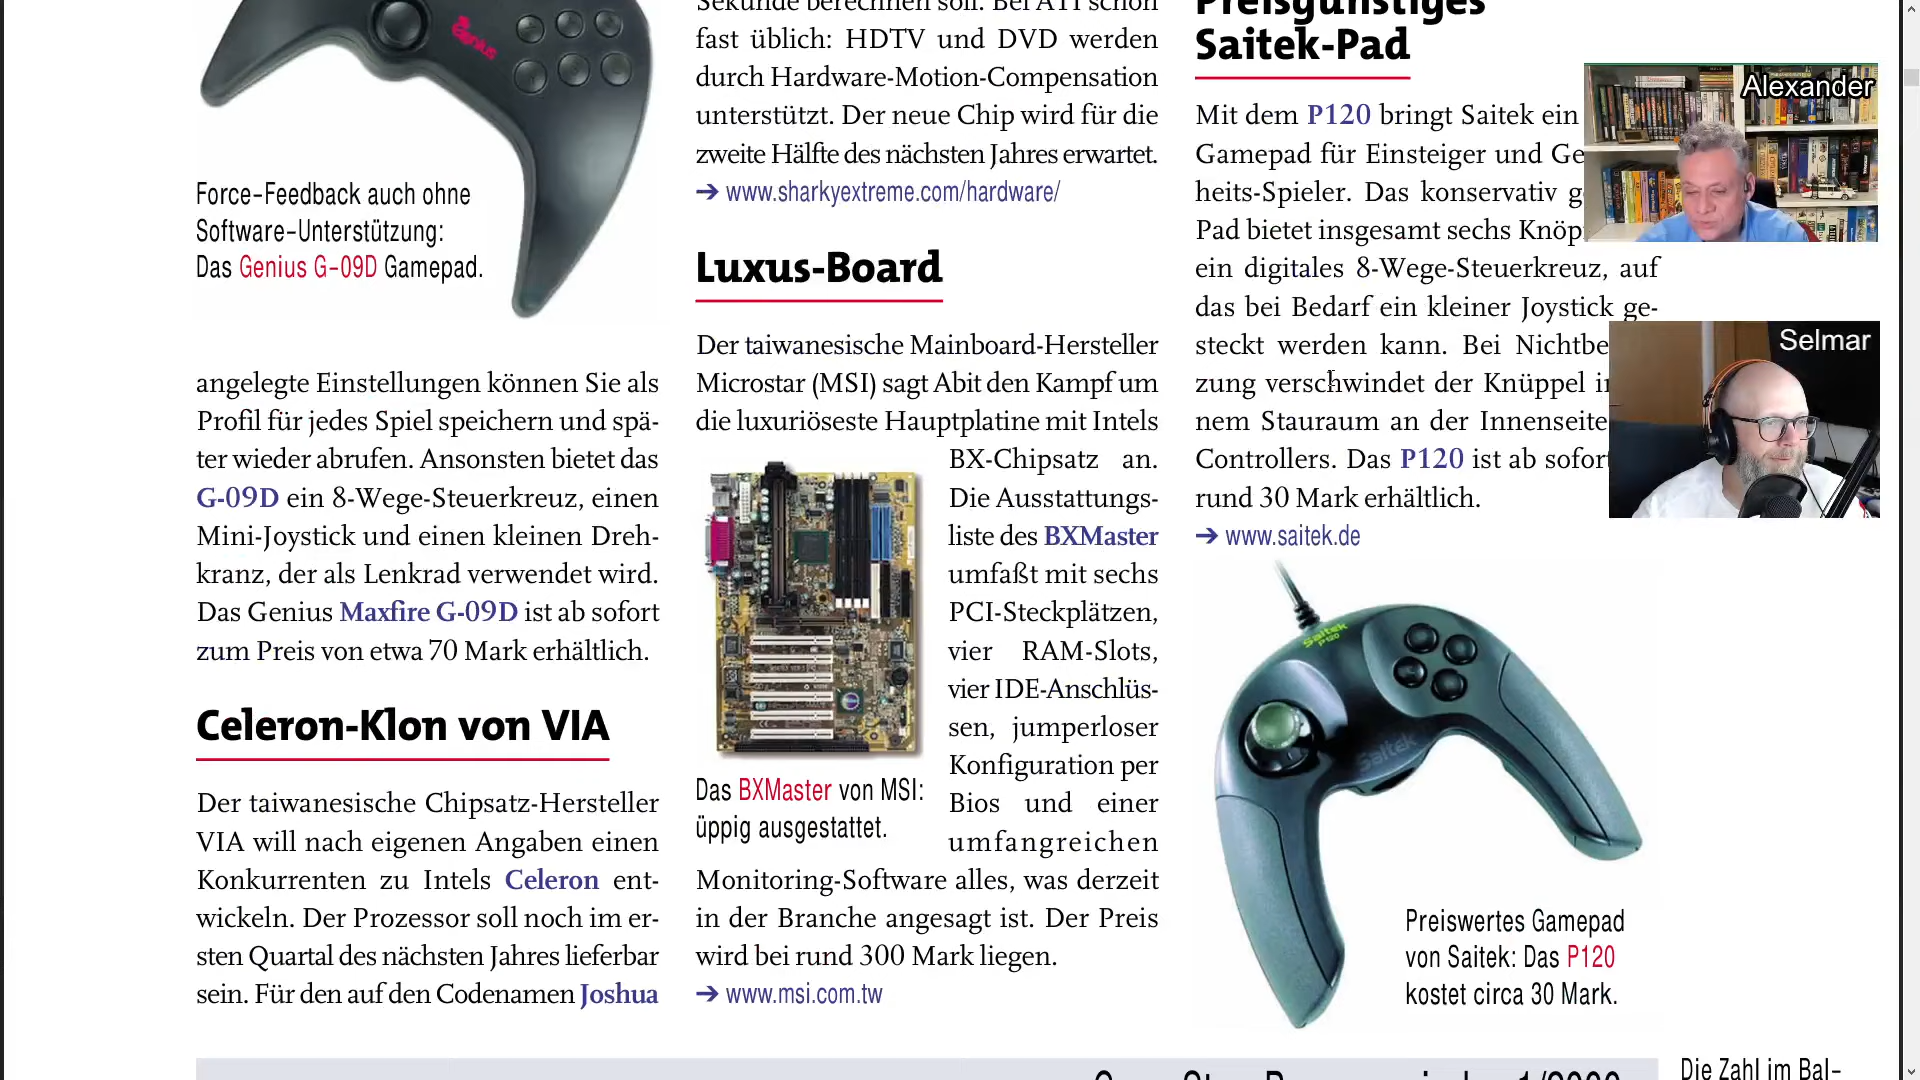 Genius
Force-Feedback auch ohne
Software-Unterstützung:
Das Genius G-09D Gamepad.
angelegte Einstellungen können Sie als
Profil für jedes Spiel speichern und spä-
ter wieder abrufen. Ansonsten bietet das
G-09D ein 8-Wege-Steuerkreuz, einen
Mini-Joystick und einen kleinen Dreh-
kranz, der als Lenkrad verwendet wird.
Das Genius Maxfire G-09D ist ab sofort
zum Preis von etwa 70 Mark erhältlich.
Celeron-Klon von VIA
Der taiwanesische Chipsatz-Hersteller
VIA will nach eigenen Angaben einen
Konkurrenten zu Intels Celeron ent-
wickeln. Der Prozessor soll noch im er-
sten Quartal des nächsten Jahres lieferbar
sein. Für den auf den Codenamen Joshua
Sekunde berechnen soll. Bei ATI schon
fast üblich: HDTV und DVD werden
durch Hardware-Motion-Compensation
unterstützt. Der neue Chip wird für die
zweite Hälfte des nächsten Jahres erwartet.
➔ www.sharkyextreme.com/hardware/
Luxus-Board
Der taiwanesische Mainboard-Hersteller
Microstar (MSI) sagt Abit den Kampf um
die luxuriöseste Hauptplatine mit Intels
BX-Chipsatz an.
Die Ausstattungs-
liste des BXMaster
umfaßt mit sechs
PCI-Steckplätzen,
vier RAM-Slots,
vier IDE-Anschlüs-
sen, jumperloser
Konfiguration per
Bios und einer
umfangreichen
Das BXMaster von MSI:
üppig ausgestattet.
Monitoring-Software alles, was derzeit
in der Branche angesagt ist. Der Preis
wird bei rund 300 Mark liegen.
➔ www.msi.com.tw
Preisgünstiges
Saitek-Pad
Mit dem P120 bringt Saitek ein
Gamepad für Einsteiger und Ge
heits-Spieler. Das konservativ g
Pad bietet insgesamt sechs Knöp
ein digitales 8-Wege-Steuerkreuz, auf
das bei Bedarf ein kleiner Joystick ge-
steckt werden kann. Bei Nichtbe
zung verschwindet der Knüppel i
nem Stauraum an der Innenseite
Controllers. Das P120 ist ab sofor
rund 30 Mark erhältlich.
➔ www.saitek.de
Saitek
P120
Saitek
Preiswertes Gamepad
von Saitek: Das P120
kostet circa 30 Mark.
Alexander
Selmar
Die Zahl im Bal-